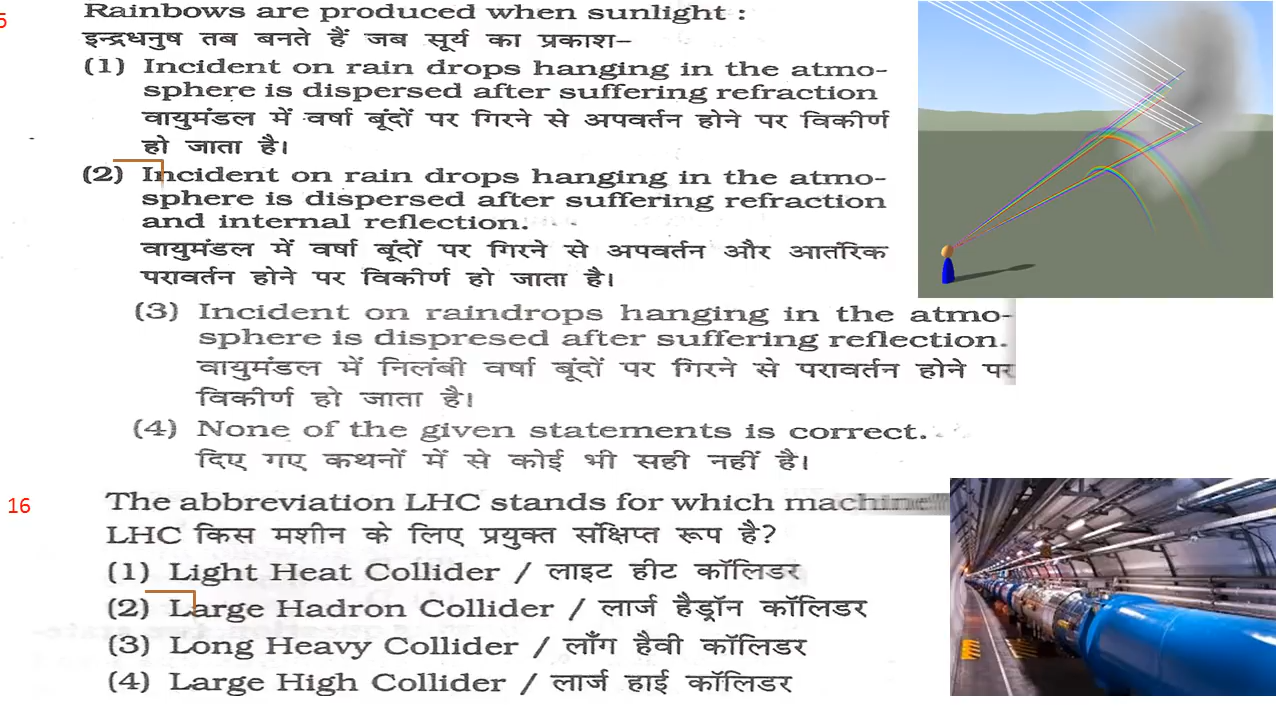 5
Rainbows are produced when sunlight :
इन्द्रधनुष तब बनते हैं जब सूर्य का प्रकाश–
(1) Incident on rain drops hanging in the atmo-
sphere is dispersed after suffering refraction
वायुमंडल में वर्षा बूंदों पर गिरने से अपवर्तन होने पर विकीर्ण
हो जाता है।
(2) Incident on rain drops hanging in the atmo-
sphere is dispersed after suffering refraction
and internal reflection.
वायुमंडल में वर्षा बूंदों पर गिरने से अपवर्तन और आतंरिक
परावर्तन होने पर विकीर्ण हो जाता है।
(3) Incident on raindrops hanging in the atmo-
sphere is dispresed after suffering reflection.
वायुमंडल में निलंबी वर्षा बूंदों पर गिरने से परावर्तन होने पर
विकीर्ण हो जाता है।
(4) None of the given statements is correct.
दिए गए कथनों में से कोई भी सही नहीं है।
16
The abbreviation LHC stands for which machine
LHC किस मशीन के लिए प्रयुक्त संक्षिप्त रूप है?
(1) Light Heat Collider / लाइट हीट कॉलिडर
(2) Large Hadron Collider / लार्ज हैड्रॉन कॉलिडर
(3) Long Heavy Collider / लॉंग हैवी कॉलिडर
(4) Large High Collider / लार्ज हाई कॉलिडर